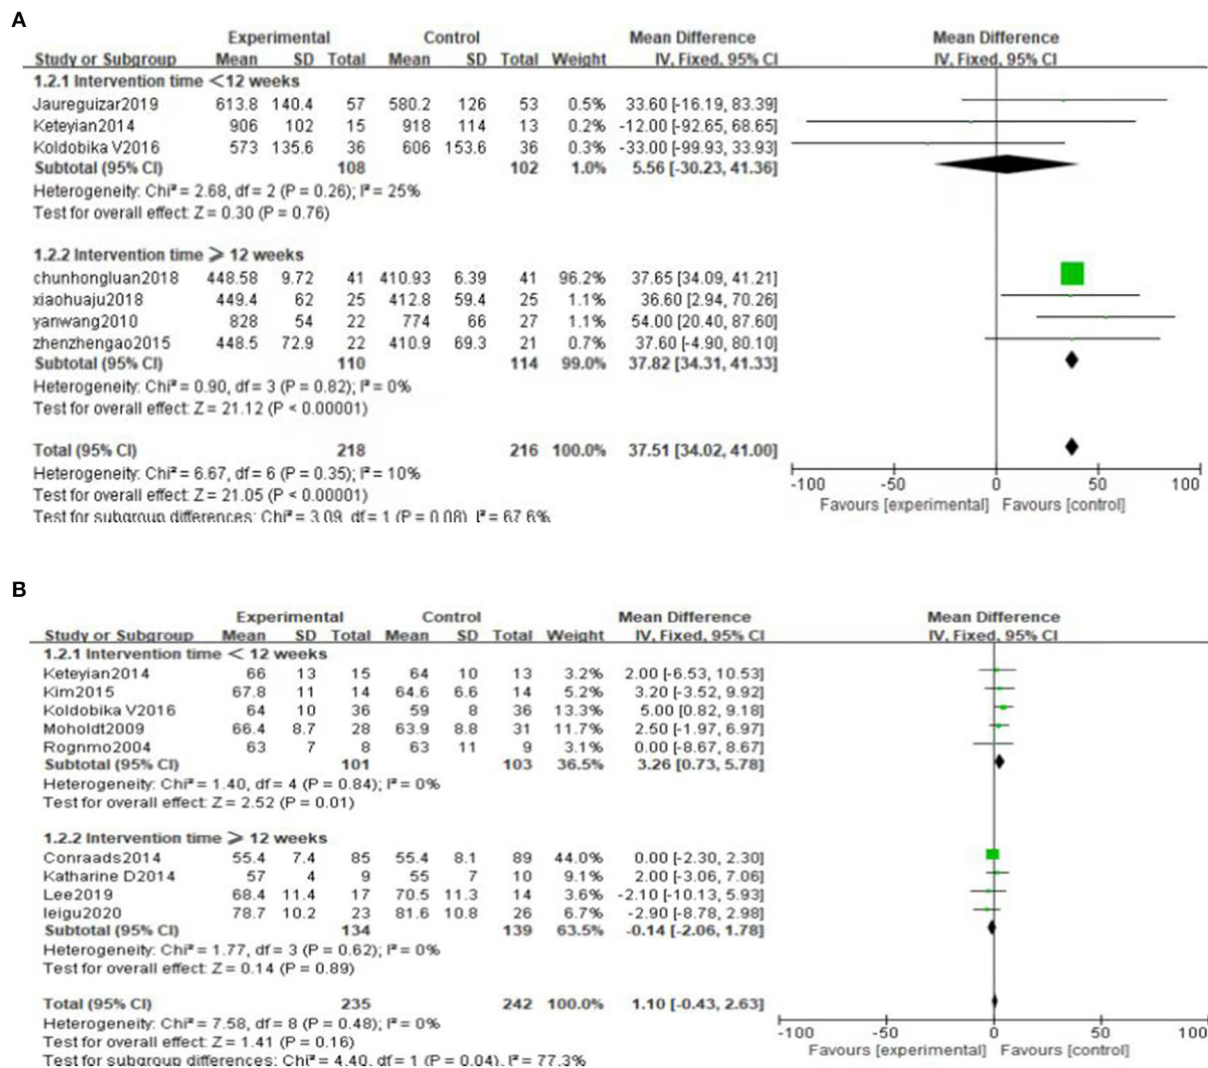 A
Experimental Control Mean Difference Mean Difference
Study or Subgroup Mean SD Total Mean SD Total Weight IV, Fixed, 95% CI IV, Fixed, 95% CI
1.2.1 Intervention time <12 weeks
Jaureguizar2019 613.8 140.4 57 580.2 126 53 0.5% 33.60 [-16.19, 83.39]
Keteyian2014 906 102 15 918 114 13 0.2% -12.00 [-92.65, 68.65]
Koldobika V2016 573 135.6 36 606 153.6 36 0.3% -33.00 [-99.93, 33.93]
Subtotal (95% CI) 108 102 1.0% 5.56 [-30.23, 41.36]
Heterogeneity: Chi² = 2.68, df = 2 (P = 0.26); I² = 25%
Test for overall effect: Z = 0.30 (P = 0.76)
1.2.2 Intervention time ⩾ 12 weeks
chunhongluan2018 448.58 9.72 41 410.93 6.39 41 96.2% 37.65 [34.09, 41.21]
xiaohuaju2018 449.4 62 25 412.8 59.4 25 1.1% 36.60 [2.94, 70.26]
yanwang2010 828 54 22 774 66 27 1.1% 54.00 [20.40, 87.60]
zhenzhengao2015 448.5 72.9 22 410.9 69.3 21 0.7% 37.60 [-4.90, 80.10]
Subtotal (95% CI) 110 114 99.0% 37.82 [34.31, 41.33]
Heterogeneity: Chi² = 0.90, df = 3 (P = 0.82); I² = 0%
Test for overall effect: Z = 21.12 (P < 0.00001)
Total (95% CI) 218 216 100.0% 37.51 [34.02, 41.00]
Heterogeneity: Chi² = 6.67, df = 6 (P = 0.35); I² = 10%
Test for overall effect: Z = 21.05 (P < 0.00001)
Test for subgroup differences: Chi² = 3.09, df = 1 (P = 0.08), I² = 67.6%
-100 -50 0 50 100
Favours [experimental] Favours [control]
B
Experimental Control Mean Difference Mean Difference
Study or Subgroup Mean SD Total Mean SD Total Weight IV, Fixed, 95% CI IV, Fixed, 95% CI
1.2.1 Intervention time < 12 weeks
Keteyian2014 66 13 15 64 10 13 3.2% 2.00 [-6.53, 10.53]
Kim2015 67.8 11 14 64.6 6.6 14 5.2% 3.20 [-3.52, 9.92]
Koldobika V2016 64 10 36 59 8 36 13.3% 5.00 [0.82, 9.18]
Moholdt2009 66.4 8.7 28 63.9 8.8 31 11.7% 2.50 [-1.97, 6.97]
Rognmo2004 63 7 8 63 11 9 3.1% 0.00 [-8.67, 8.67]
Subtotal (95% CI) 101 103 36.5% 3.26 [0.73, 5.78]
Heterogeneity: Chi² = 1.40, df = 4 (P = 0.84); I² = 0%
Test for overall effect: Z = 2.52 (P = 0.01)
1.2.2 Intervention time ⩾ 12 weeks
Conraads2014 55.4 7.4 85 55.4 8.1 89 44.0% 0.00 [-2.30, 2.30]
Katharine D2014 57 4 9 55 7 10 9.1% 2.00 [-3.06, 7.06]
Lee2019 68.4 11.4 17 70.5 11.3 14 3.6% -2.10 [-10.13, 5.93]
leigu2020 78.7 10.2 23 81.6 10.8 26 6.7% -2.90 [-8.78, 2.98]
Subtotal (95% CI) 134 139 63.5% -0.14 [-2.06, 1.78]
Heterogeneity: Chi² = 1.77, df = 3 (P = 0.62); I² = 0%
Test for overall effect: Z = 0.14 (P = 0.89)
Total (95% CI) 235 242 100.0% 1.10 [-0.43, 2.63]
Heterogeneity: Chi² = 7.58, df = 8 (P = 0.48); I² = 0%
Test for overall effect: Z = 1.41 (P = 0.16)
Test for subgroup differences: Chi² = 4.40, df = 1 (P = 0.04), I² = 77.3%
-100 -50 0 50 100
Favours [experimental] Favours [control]